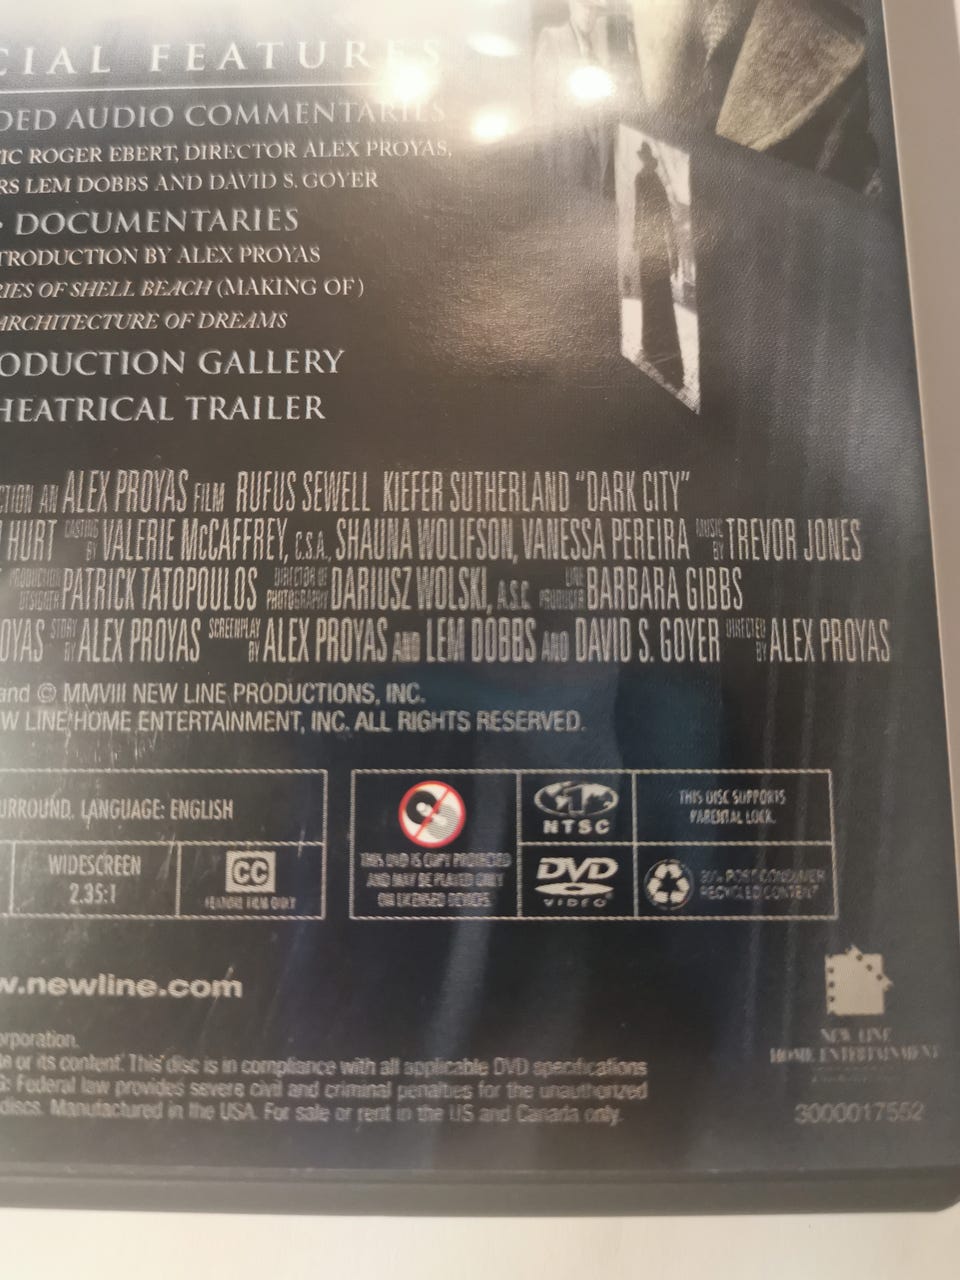 CIAL FEATURES
DED AUDIO COMMENTARIES
IC ROGER EBERT, DIRECTOR ALEX PROYAS,
RS LEM DOBBS AND DAVID S. GOYER
DOCUMENTARIES
TRODUCTION BY ALEX PROYAS
RIES OF SHELL BEACH (MAKING OF)
ARCHITECTURE OF DREAMS
ODUCTION GALLERY
HEATRICAL TRAILER
CTION AN ALEX PROYAS FILM RUFUS SEWELL KIEFER SUTHERLAND "DARK CITY"
HURT CASTING BY VALERIE McCAFFREY, C.S.A., SHAUNA WOLIFSON, VANESSA PEREIRA MUSIC BY TREVOR JONES
PRODUCTION DESIGNER PATRICK TATOPOULOS DIRECTOR OF PHOTOGRAPHY DARIUSZ WOLSKI, A.S.C. LINE PRODUCER BARBARA GIBBS
OYAS STORY BY ALEX PROYAS SCREENPLAY BY ALEX PROYAS AND LEM DOBBS AND DAVID S. GOYER DIRECTED BY ALEX PROYAS
and © MMVIII NEW LINE PRODUCTIONS, INC.
W LINE HOME ENTERTAINMENT, INC. ALL RIGHTS RESERVED.
URROUND. LANGUAGE: ENGLISH
WIDESCREEN
2.35:1
CC
FEATURE FILM ONLY
THIS DVD IS COPY PROTECTED
AND MAY BE PLAYED ONLY
ON LICENSED DEVICES.
NTSC
DVD
VIDEO
THIS DISC SUPPORTS
PARENTAL LOCK.
30% POST CONSUMER
RECYCLED CONTENT
w.newline.com
NEW LINE
HOME ENTERTAINMENT
orporation.
te or its content. This disc is in compliance with all applicable DVD specifications
G: Federal law provides severe civil and criminal penalties for the unauthorized
discs. Manufactured in the USA. For sale or rent in the US and Canada only.
3000017552